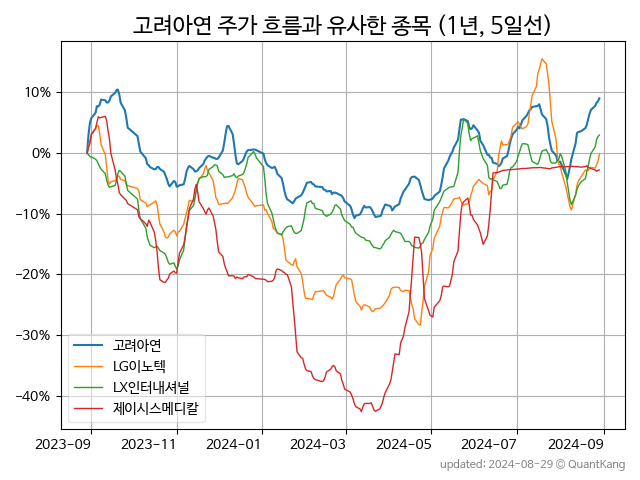 고려아연 주가 흐름과 유사한 종목 (1년, 5일선)
10%
0%
−10%
−20%
−30%
−40%
고려아연
LG이노텍
LX인터내셔널
제이시스메디칼
2023-09 2023-11 2024-01 2024-03 2024-05 2024-07 2024-09
updated: 2024-08-29 © QuantKang